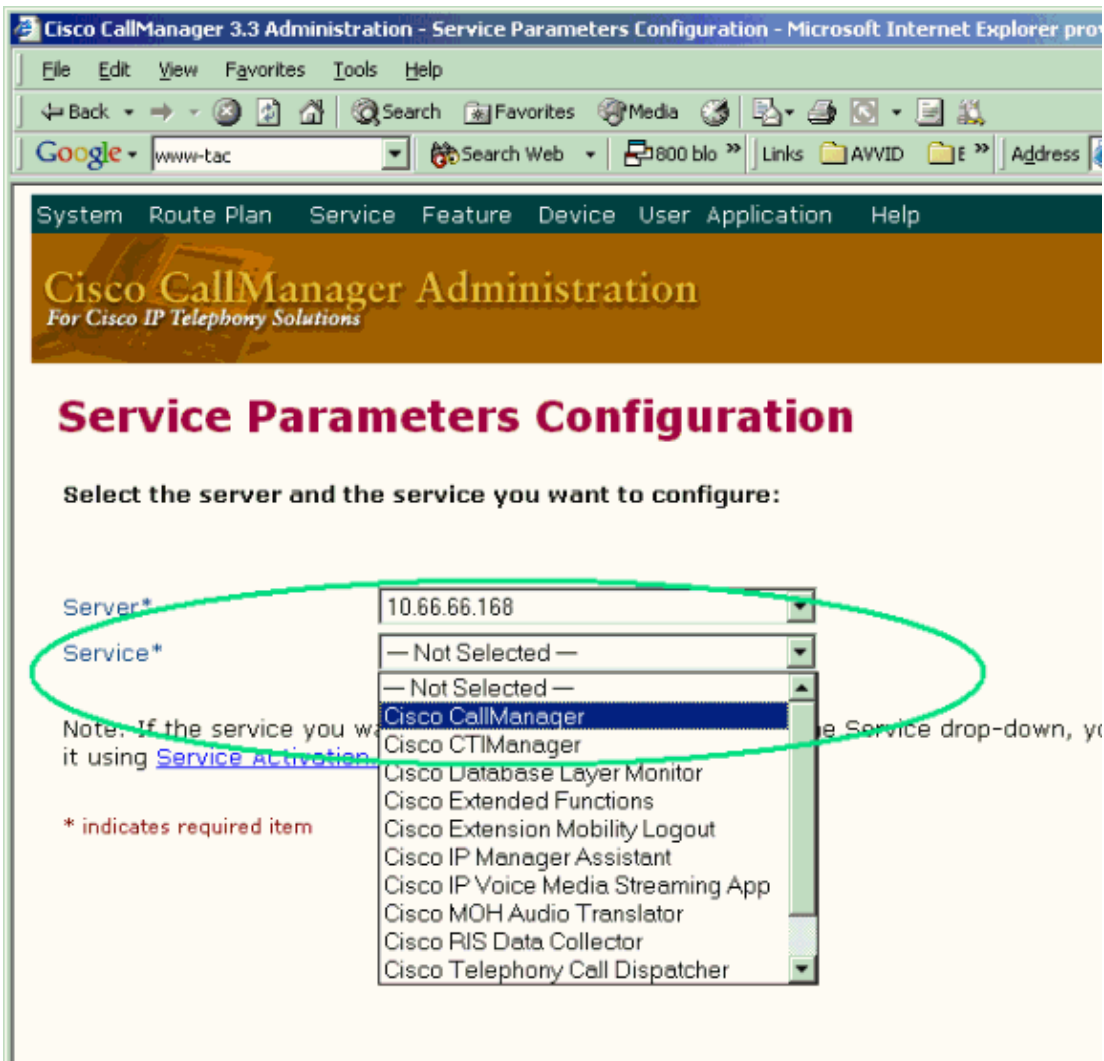 Cisco CallManager 3.3 Administration - Service Parameters Configuration - Microsoft Internet Explorer prov
File Edit View Favorites Tools Help
Back Search Favorites Media
Google www-tac Search Web 800 blo » Links AVVID E » Address
System Route Plan Service Feature Device User Application Help
Cisco CallManager Administration
For Cisco IP Telephony Solutions
Service Parameters Configuration
Select the server and the service you want to configure:
Server* 10.66.66.168
Service* — Not Selected —
— Not Selected —
Cisco CallManager
Note: If the service you wa e Service drop-down, yo
Cisco CTIManager
it using Service Activation.
Cisco Database Layer Monitor
Cisco Extended Functions
* indicates required item
Cisco Extension Mobility Logout
Cisco IP Manager Assistant
Cisco IP Voice Media Streaming App
Cisco MOH Audio Translator
Cisco RIS Data Collector
Cisco Telephony Call Dispatcher